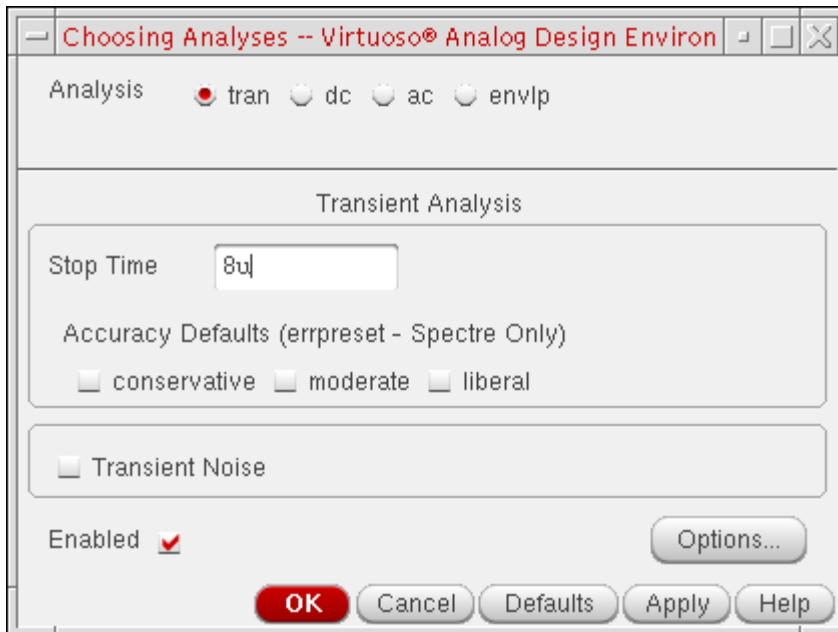 Choosing Analyses -- Virtuoso® Analog Design Environ
Analysis tran dc ac envlp
Transient Analysis
Stop Time 8u
Accuracy Defaults (errpreset - Spectre Only)
conservative moderate liberal
Transient Noise
Enabled Options...
OK Cancel Defaults Apply Help